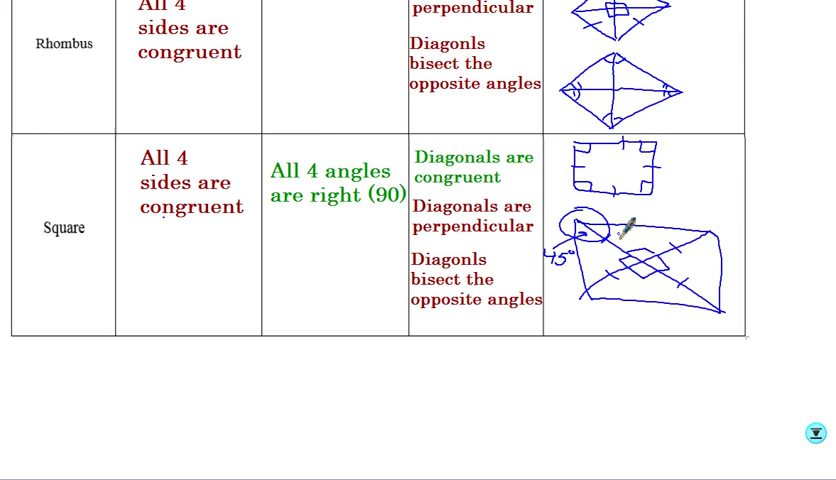 Rhombus
All 4
sides are
congruent
perpendicular
Diagonls
bisect the
opposite angles
Square
All 4
sides are
congruent
All 4 angles
are right (90)
Diagonals are
congruent
Diagonals are
perpendicular
Diagonls
bisect the
opposite angles
45°